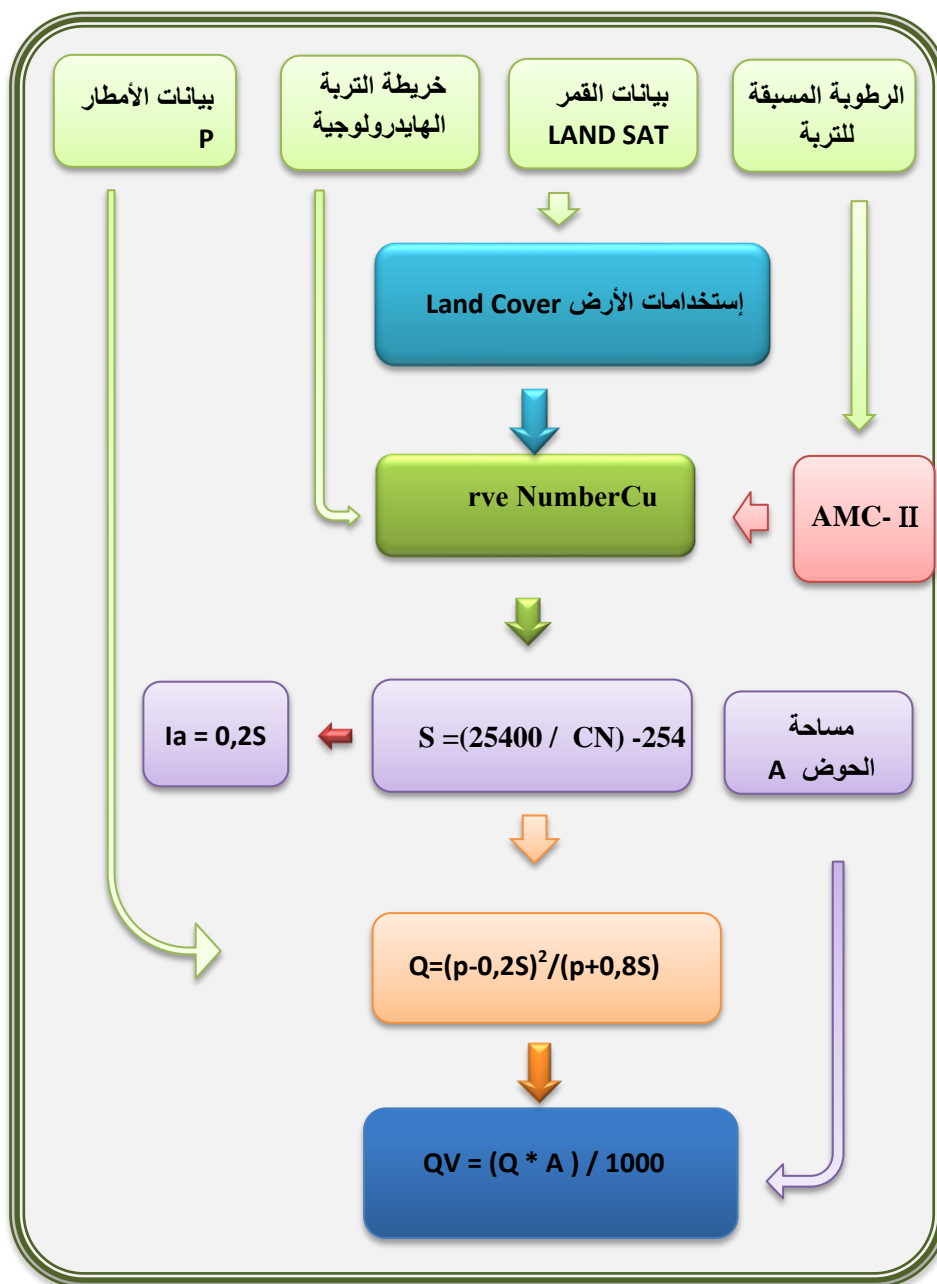 الرطوبة المسبقة
للتربة
بيانات القمر
LAND SAT
خريطة التربة
الهايدرولوجية
بيانات الأمطار
P
إستخدامات الأرض Land Cover
rve NumberCu
AMC- II
S =(25400 / CN) -254
Ia = 0,2S
مساحة
الحوض A
Q=(p-0,2S)²/(p+0,8S)
QV = (Q * A ) / 1000